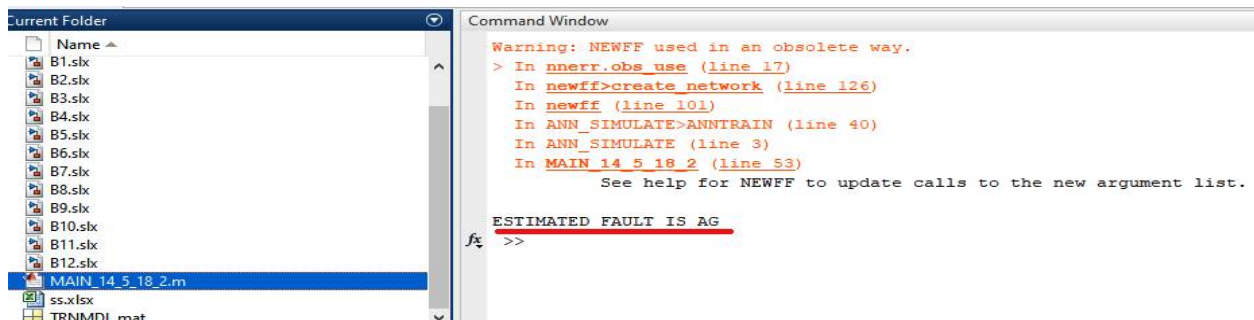 Current Folder
Name
B1.slx
B2.slx
B3.slx
B4.slx
B5.slx
B6.slx
B7.slx
B8.slx
B9.slx
B10.slx
B11.slx
B12.slx
MAIN_14_5_18_2.m
ss.xlsx
TRNMDL.mat
Command Window
Warning: NEWFF used in an obsolete way.
> In nnerr.obs_use (line 17)
In newff>create_network (line 126)
In newff (line 101)
In ANN_SIMULATE>ANNTRAIN (line 40)
In ANN_SIMULATE (line 3)
In MAIN_14_5_18_2 (line 53)
See help for NEWFF to update calls to the new argument list.
ESTIMATED FAULT IS AG
fx >>